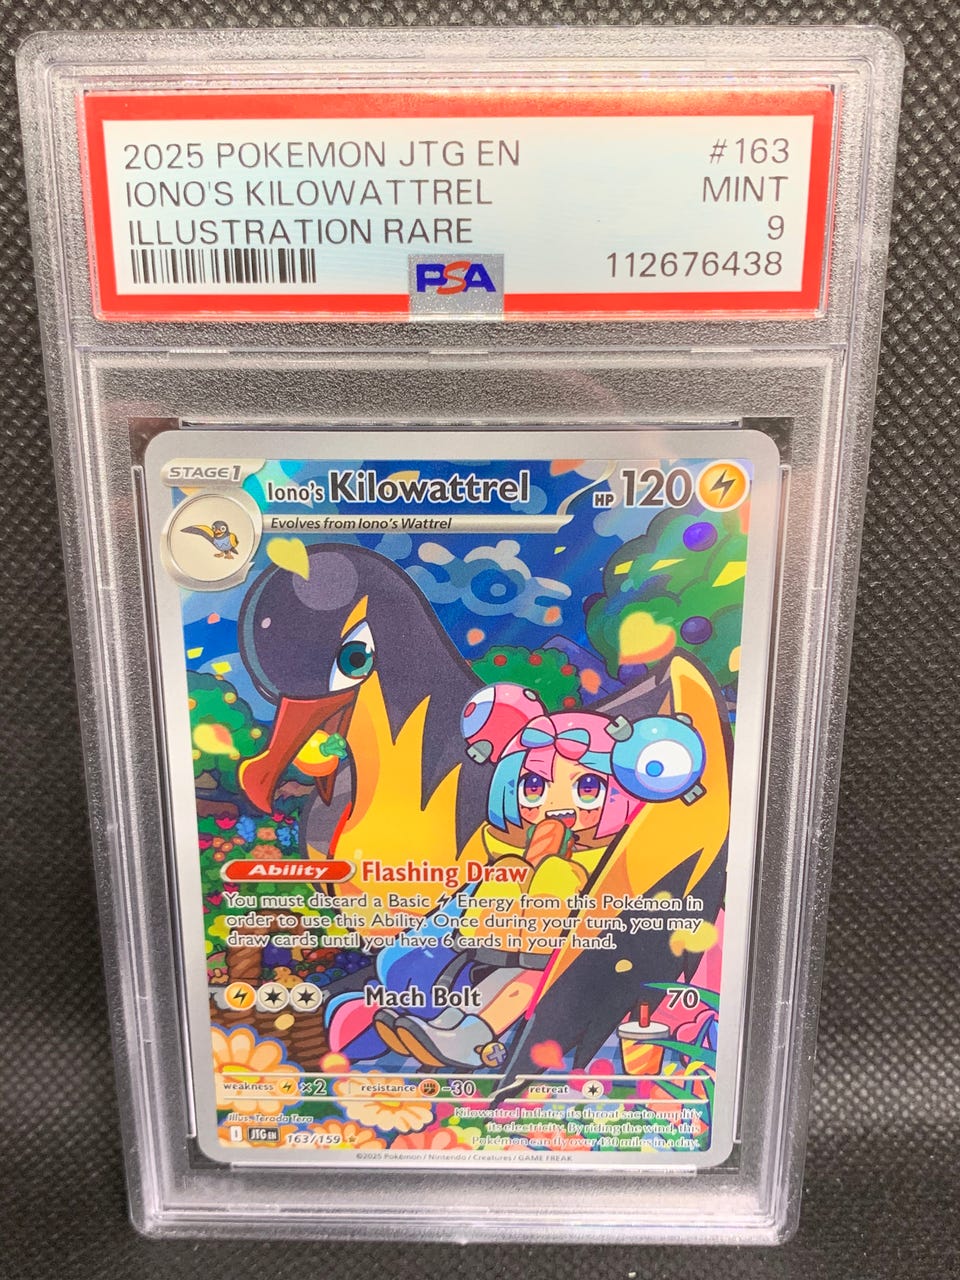 2025 POKEMON JTG EN #163
IONO'S KILOWATTREL MINT
ILLUSTRATION RARE 9
PSA 112676438
STAGE1
Iono's Kilowattrel HP 120
Evolves from Iono's Wattrel
Ability Flashing Draw
You must discard a Basic Energy from this Pokémon in
order to use this Ability. Once during your turn, you may
draw cards until you have 6 cards in your hand.
Mach Bolt 70
weakness ×2 resistance -30 retreat
Illus. Terada Tera
I JTG EN 163/159
Kilowattrel inflates its throat sac to amplify
its electricity. By riding the wind, this
Pokémon can fly over 430 miles in a day.
©2025 Pokémon / Nintendo / Creatures / GAME FREAK